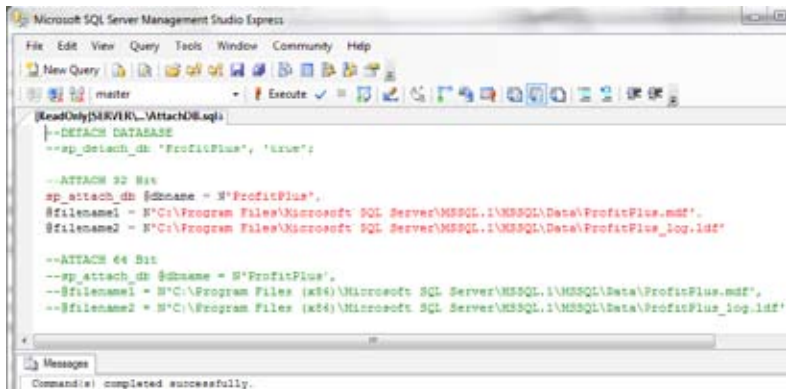 Microsoft SQL Server Management Studio Express
File Edit View Query Tools Window Community Help
New Query
master Execute
[ReadOnly]SERVER\...\AttachDB.sql
--DETACH DATABASE
--sp_detach_db 'ProfitPlus', 'true';
--ATTACH 32 Bit
sp_attach_db @dbname = N'ProfitPlus',
@filename1 = N'C:\Program Files\Microsoft SQL Server\MSSQL.1\MSSQL\Data\ProfitPlus.mdf',
@filename2 = N'C:\Program Files\Microsoft SQL Server\MSSQL.1\MSSQL\Data\ProfitPlus_log.ldf'
--ATTACH 64 Bit
--sp_attach_db @dbname = N'ProfitPlus',
--@filename1 = N'C:\Program Files (x86)\Microsoft SQL Server\MSSQL.1\MSSQL\Data\ProfitPlus.mdf',
--@filename2 = N'C:\Program Files (x86)\Microsoft SQL Server\MSSQL.1\MSSQL\Data\ProfitPlus_log.ldf'
Messages
Command(s) completed successfully.